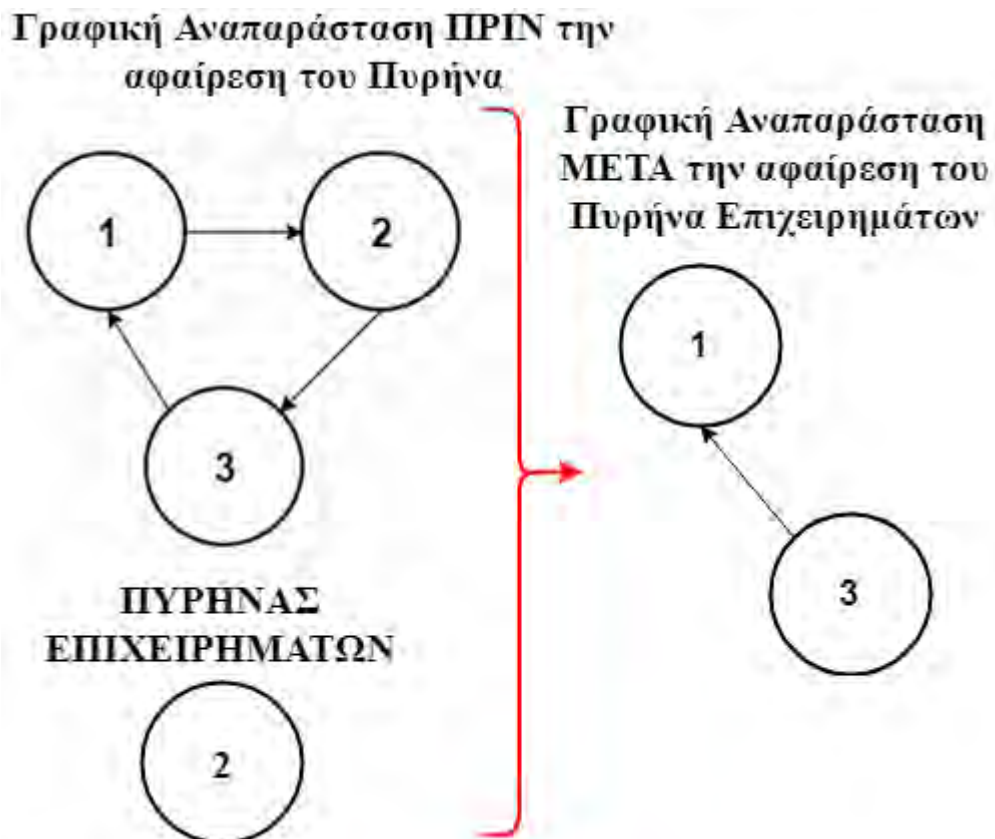 Γραφική Αναπαράσταση ΠΡΙΝ την
αφαίρεση του Πυρήνα
1
2
3
ΠΥΡΗΝΑΣ
ΕΠΙΧΕΙΡΗΜΑΤΩΝ
2
Γραφική Αναπαράσταση
ΜΕΤΑ την αφαίρεση του
Πυρήνα Επιχειρημάτων
1
3